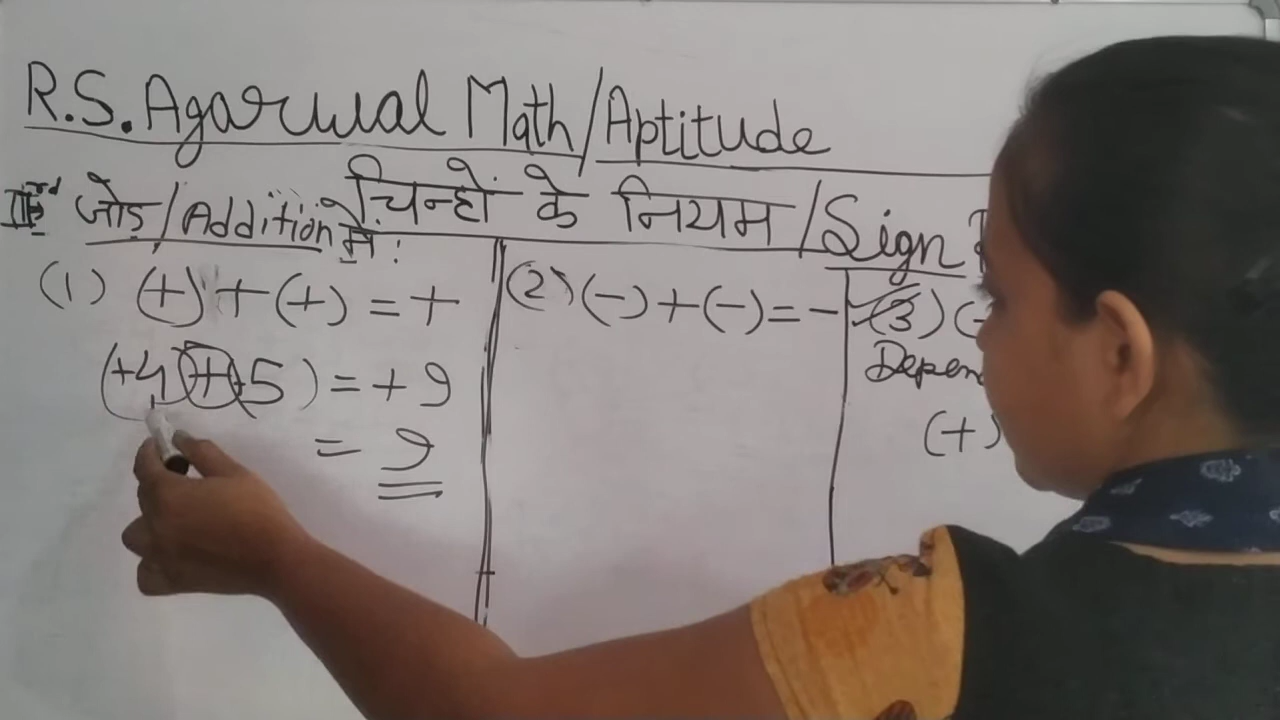 R.S. Agarwal Math/Aptitude
चिन्हों के नियम/Sign
जोड़/Addition में:
(1) (+) + (+) = +
(+4) + (+5) = +9
= 9
(2) (-) + (-) = -
(3) (
Depen
(+)